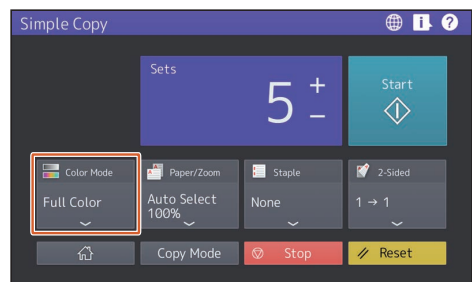 Simple Copy
i
?
Sets
5 + −
Start
Color Mode
Full Color
Paper/Zoom
Auto Select
100%
Staple
None
2-Sided
1 → 1
Copy Mode
Stop
Reset